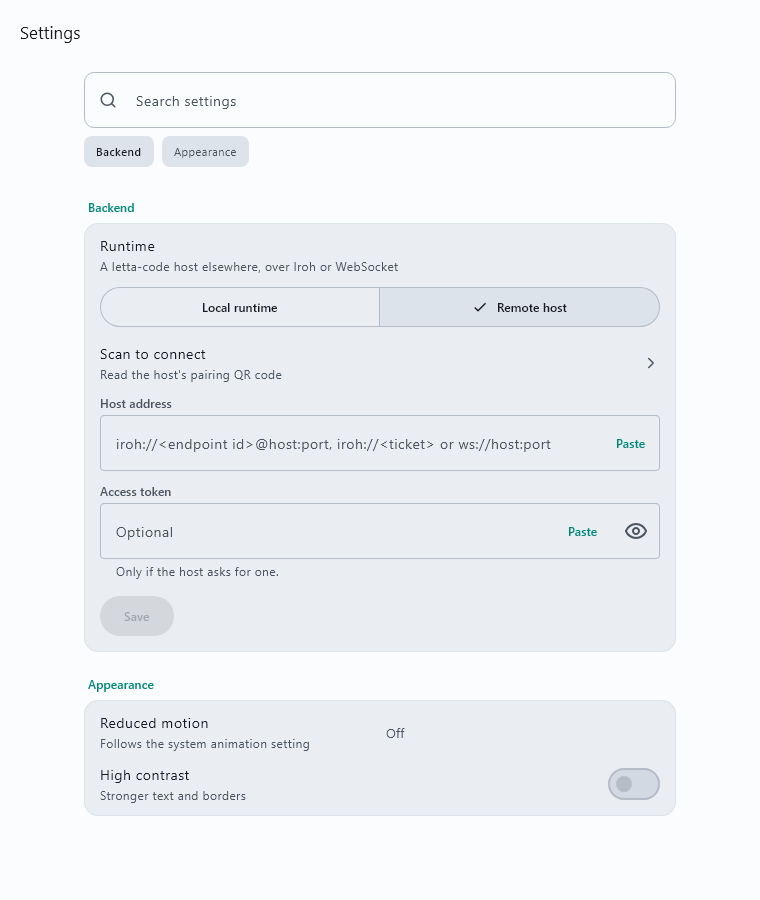 Settings
Search settings
Backend
Appearance
Backend
Runtime
A letta-code host elsewhere, over Iroh or WebSocket
Local runtime
Remote host
Scan to connect
Read the host's pairing QR code
Host address
iroh://<endpoint id>@host:port, iroh://<ticket> or ws://host:port
Paste
Access token
Optional
Paste
Only if the host asks for one.
Save
Appearance
Reduced motion
Off
Follows the system animation setting
High contrast
Stronger text and borders